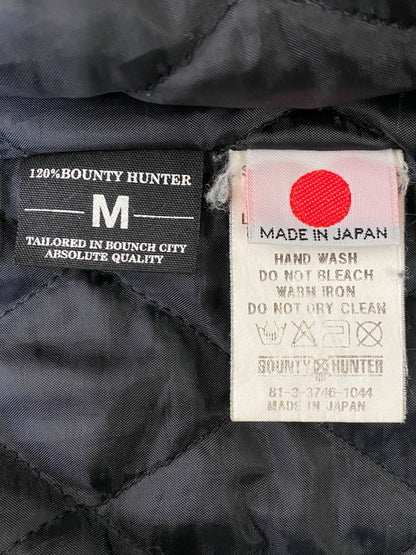 120% BOUNTY HUNTER
M
TAILORED IN BOUNCH CITY
ABSOLUTE QUALITY
MADE IN JAPAN
HAND WASH
DO NOT BLEACH
WARM IRON
DO NOT DRY CLEAN
BOUNTY HUNTER
81-3-3746-1044
MADE IN JAPAN